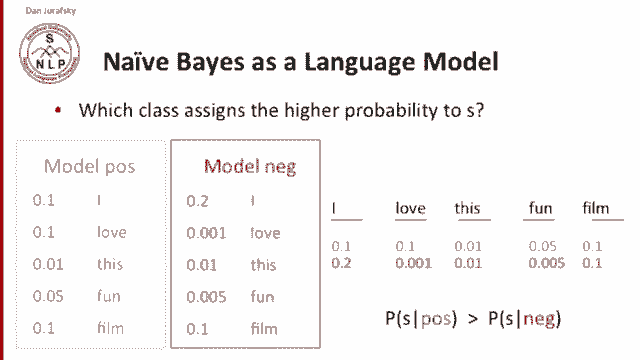 Dan Jurafsky
S
N L P
Naïve Bayes as a Language Model
• Which class assigns the higher probability to s?
Model pos
0.1 I
0.1 love
0.01 this
0.05 fun
0.1 film
Model neg
0.2 I
0.001 love
0.01 this
0.005 fun
0.1 film
I love this fun film
0.1 0.1 0.01 0.05 0.1
0.2 0.001 0.01 0.005 0.1
P(s|pos) > P(s|neg)